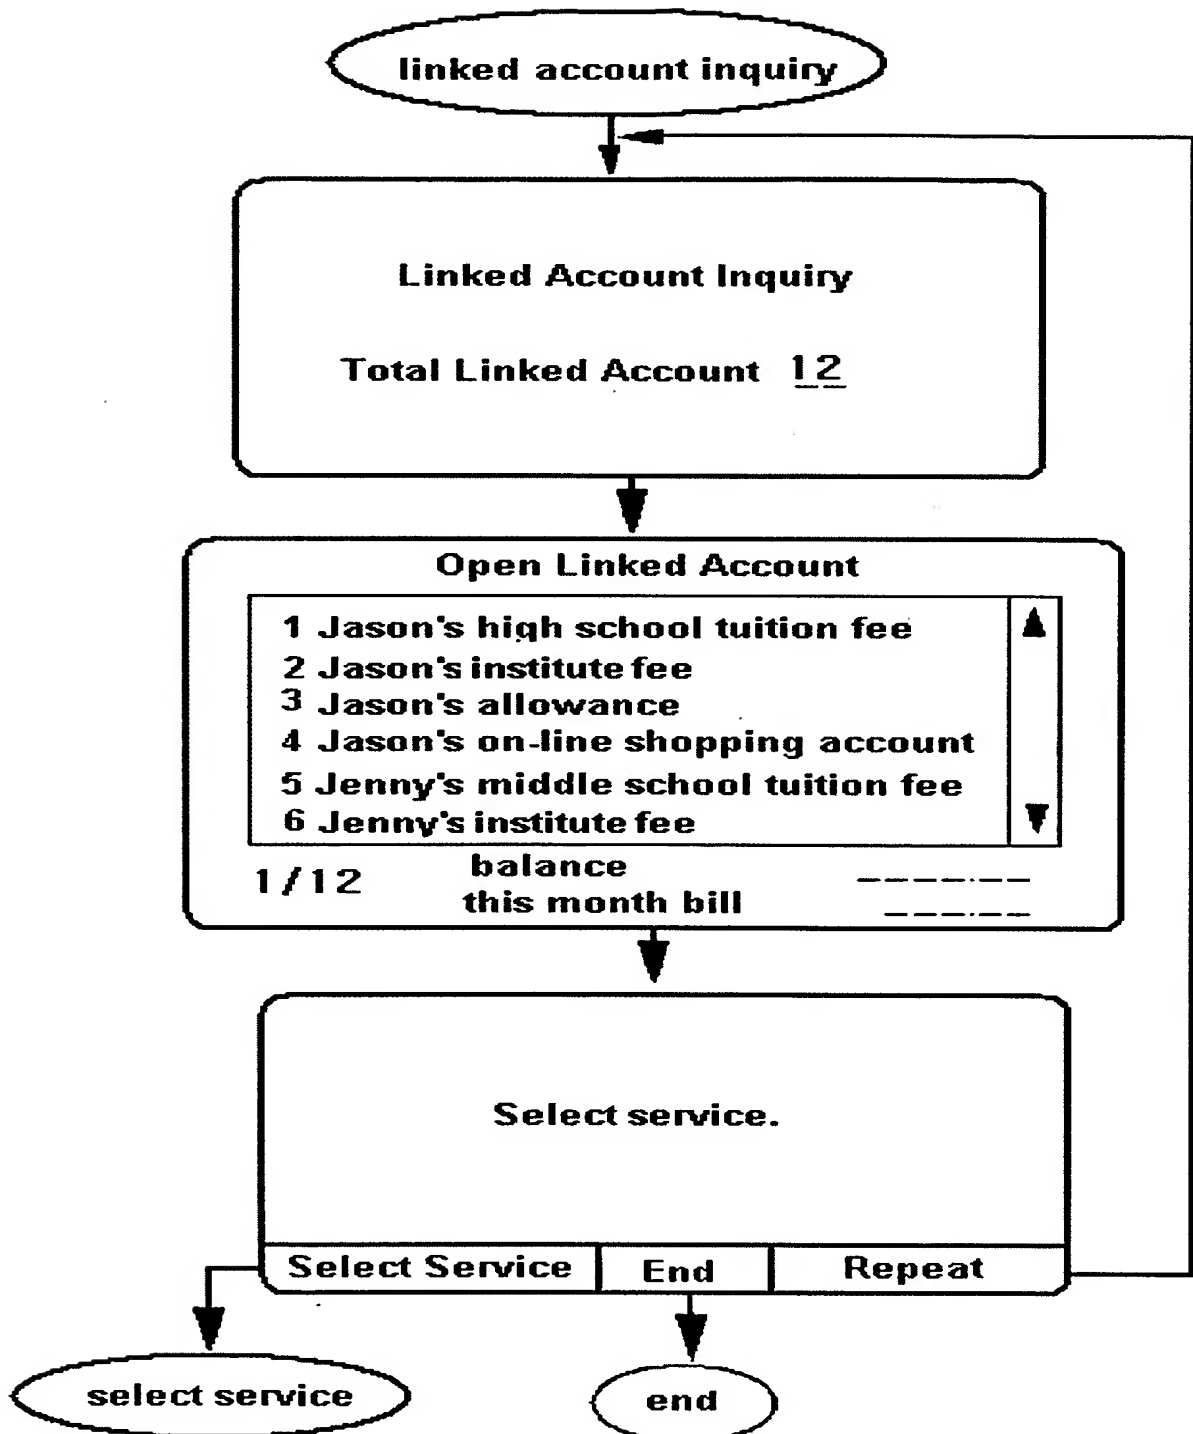 linked account inquiry
Linked Account Inquiry
Total Linked Account 12
Open Linked Account
1 Jason's high school tuition fee
2 Jason's institute fee
3 Jason's allowance
4 Jason's on-line shopping account
5 Jenny's middle school tuition fee
6 Jenny's institute fee
1/12 balance _ _ _ _ . _ _
this month bill _ _ _ . _ _
Select service.
Select Service End Repeat
select service end